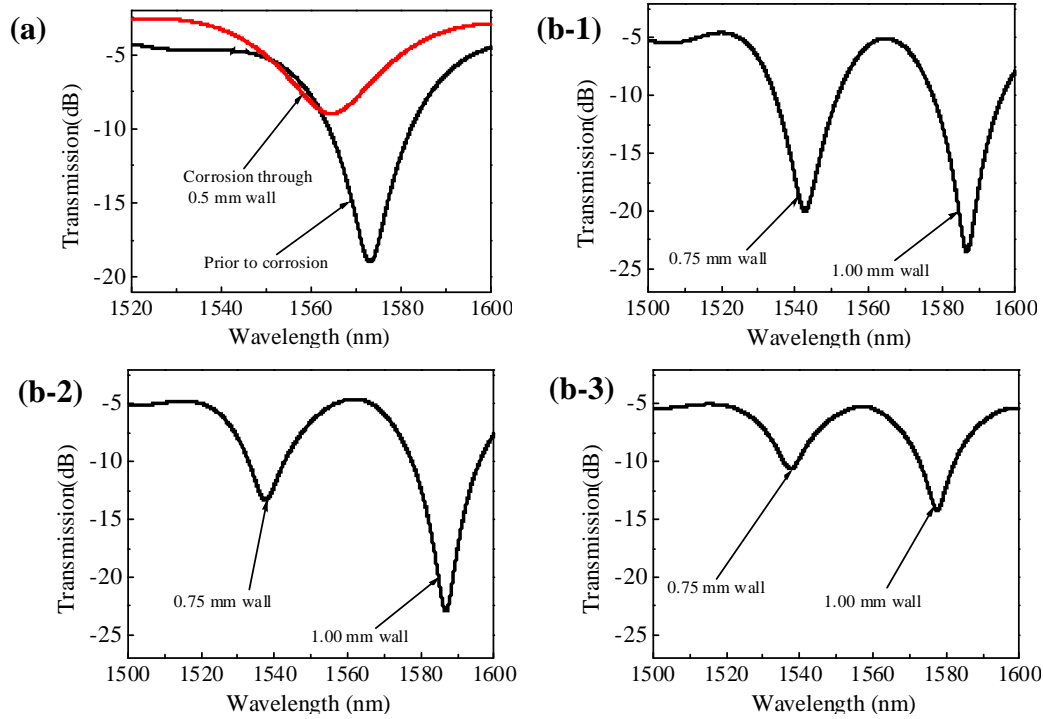 (a)
Transmission(dB)
-5
-10
-15
-20
Corrosion through
0.5 mm wall
Prior to corrosion
1520 1540 1560 1580 1600
Wavelength (nm)
(b-1)
Transmission(dB)
-5
-10
-15
-20
-25
0.75 mm wall
1.00 mm wall
1500 1520 1540 1560 1580 1600
Wavelength (nm)
(b-2)
Transmission(dB)
-5
-10
-15
-20
-25
0.75 mm wall
1.00 mm wall
1500 1520 1540 1560 1580 1600
Wavelength (nm)
(b-3)
Transmission(dB)
-5
-10
-15
-20
-25
0.75 mm wall
1.00 mm wall
1500 1520 1540 1560 1580 1600
Wavelength (nm)